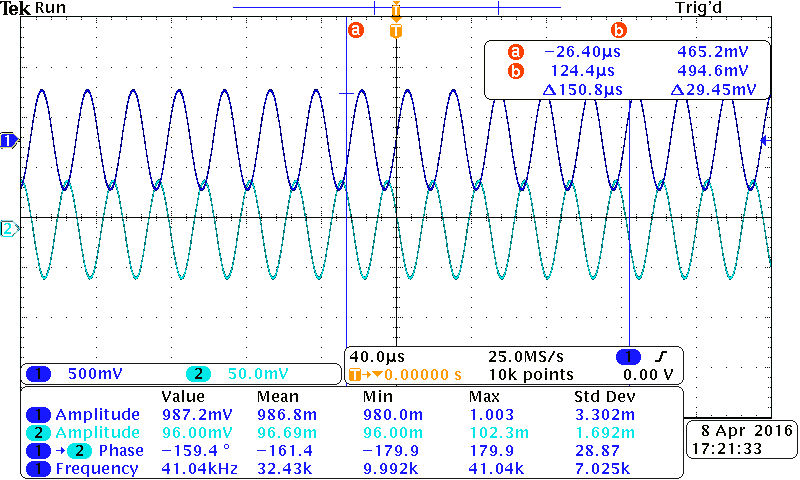 Tek Run Trig'd
T
a b
T
a −26.40µs 465.2mV
b 124.4µs 494.6mV
Δ150.8µs Δ29.45mV
1
2
1 500mV 2 50.0mV
40.0µs 25.0MS/s 1
T→▼0.00000 s 10k points 0.00 V
Value Mean Min Max Std Dev
1 Amplitude 987.2mV 986.8m 980.0m 1.003 3.302m
2 Amplitude 96.00mV 96.69m 96.00m 102.3m 1.692m
1 → 2 Phase −159.4 ° −161.4 −179.9 179.9 28.87
1 Frequency 41.04kHz 32.43k 9.992k 41.04k 7.025k
8 Apr 2016
17:21:33